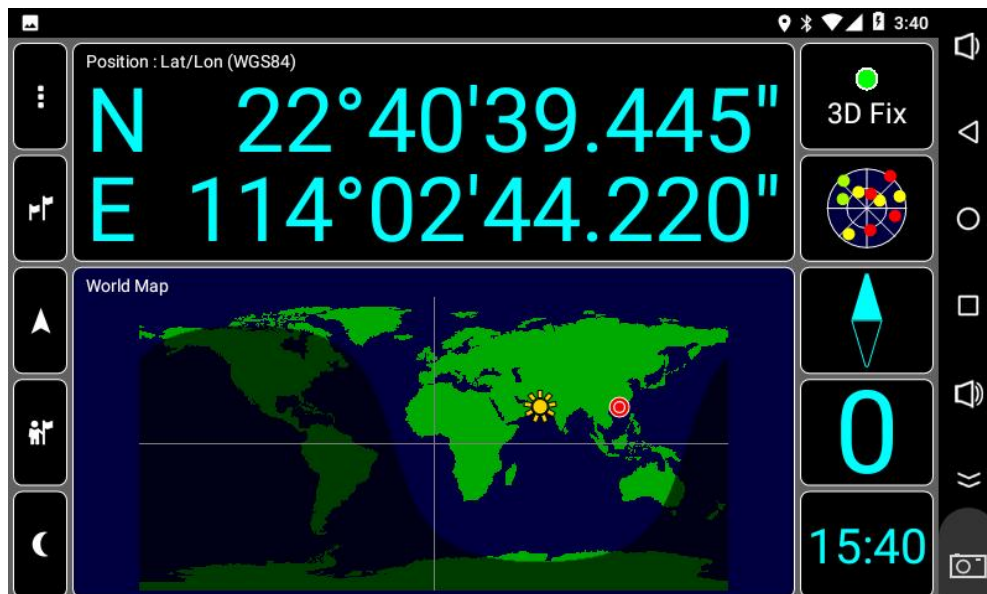 3:40
Position : Lat/Lon (WGS84)
N 22°40'39.445"
E 114°02'44.220"
3D Fix
World Map
0
15:40